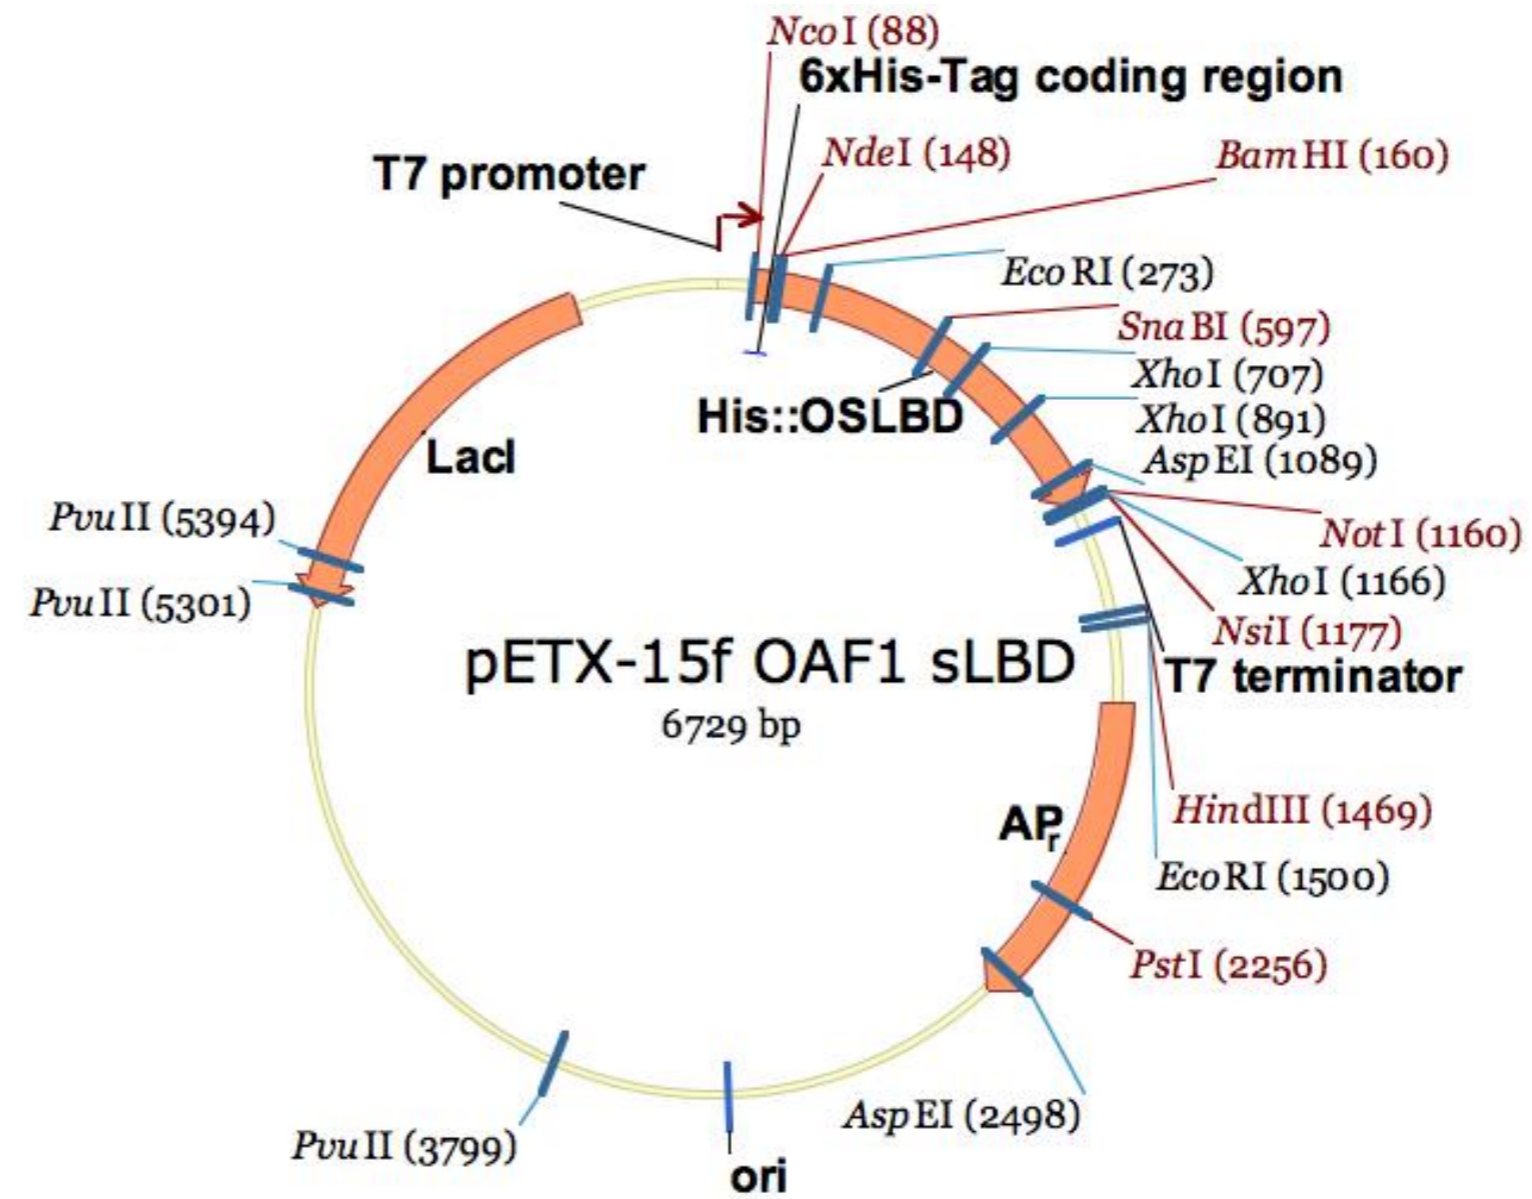 NcoI (88)
6xHis-Tag coding region
NdeI (148)
BamHI (160)
T7 promoter
EcoRI (273)
SnaBI (597)
XhoI (707)
His::OSLBD
XhoI (891)
LacI
AspEI (1089)
PvuII (5394)
NotI (1160)
XhoI (1166)
PvuII (5301)
NsiI (1177)
pETX-15f OAF1 sLBD
T7 terminator
6729 bp
HindIII (1469)
APr
EcoRI (1500)
PstI (2256)
AspEI (2498)
PvuII (3799)
ori